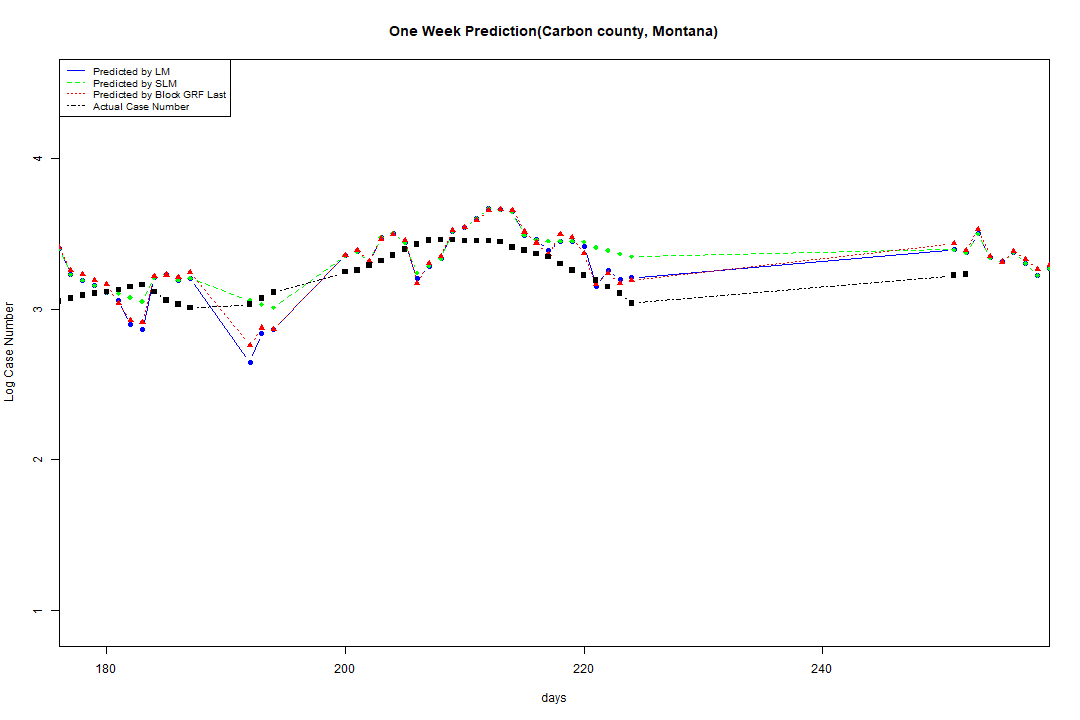 One Week Prediction(Carbon county, Montana)
Predicted by LM
Predicted by SLM
Predicted by Block GRF Last
Actual Case Number
4
3
2
1
Log Case Number
180 200 220 240
days